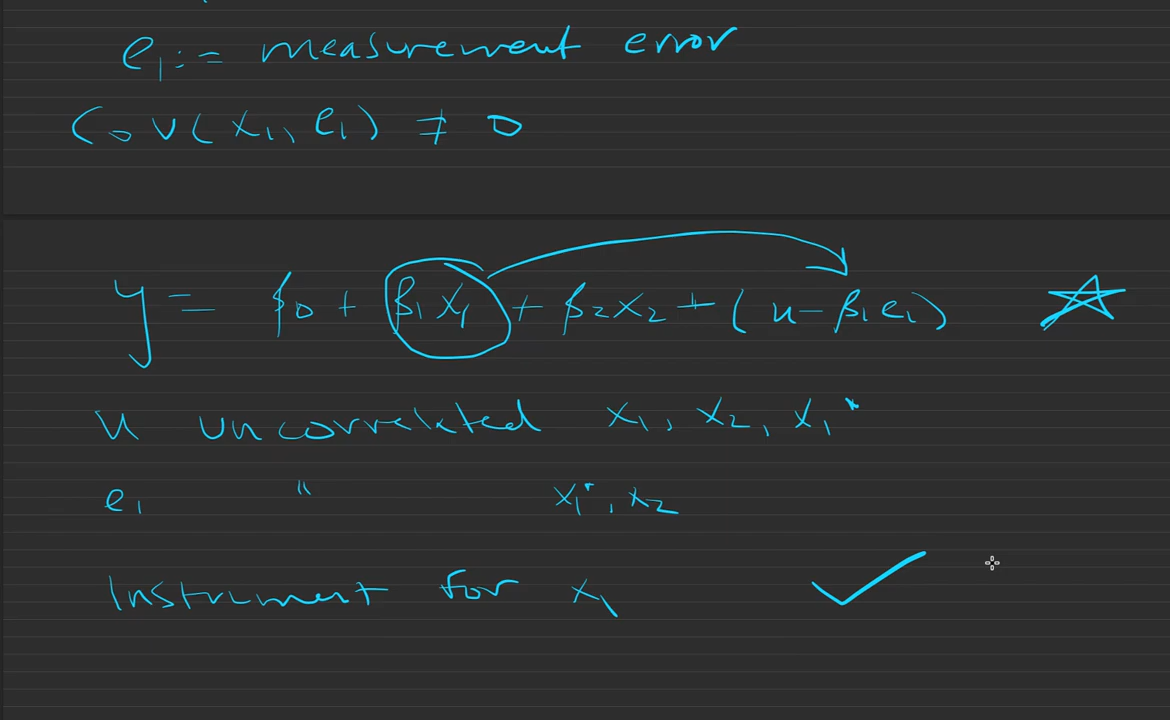 e₁ := measurement error
Cov(x₁, e₁) ≠ 0
y = β₀ + β₁x₁ + β₂x₂ + (u - β₁e₁)
u uncorrelated x₁, x₂, x₁*
e₁ " x₁*, x₂
Instrument for x₁